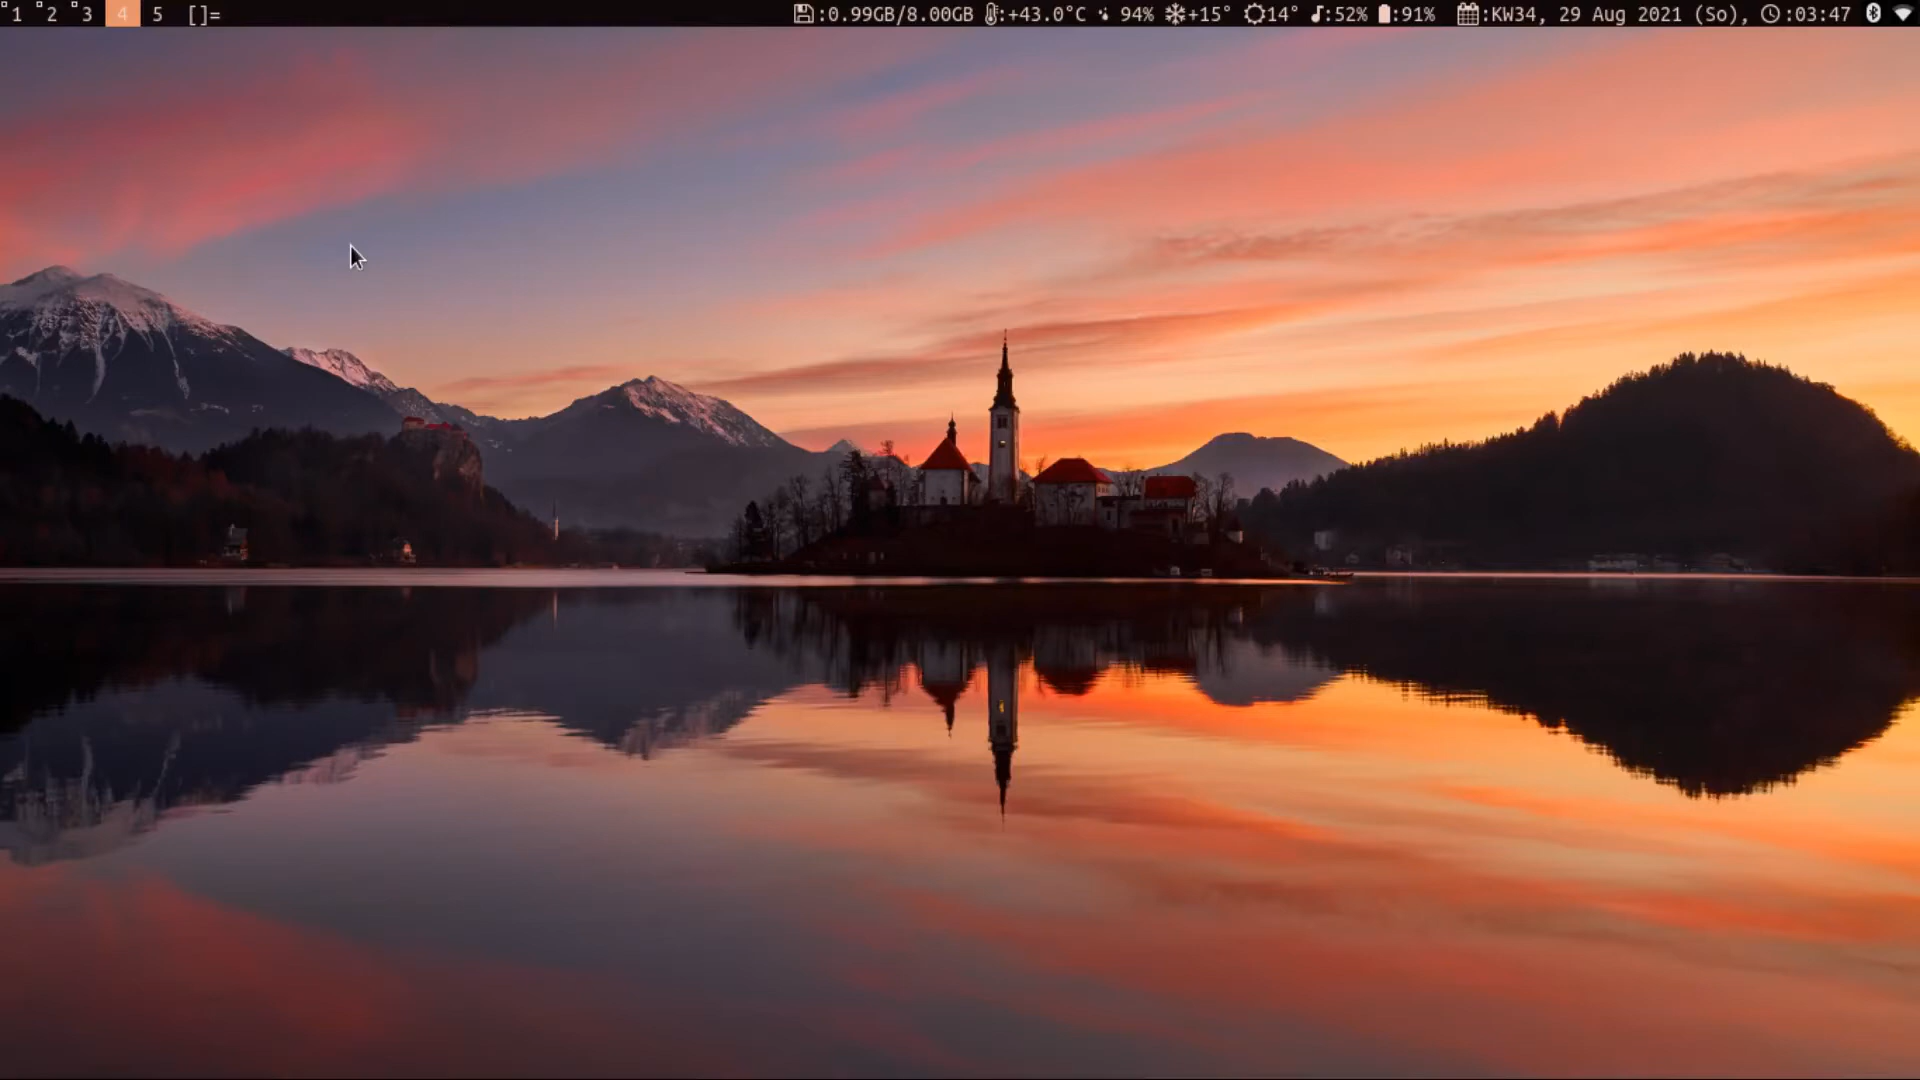 1 2 3 4 5 []= :0.99GB/8.00GB :+43.0°C 94% +15° 14° :52% :91% :KW34, 29 Aug 2021 (So), :03:47